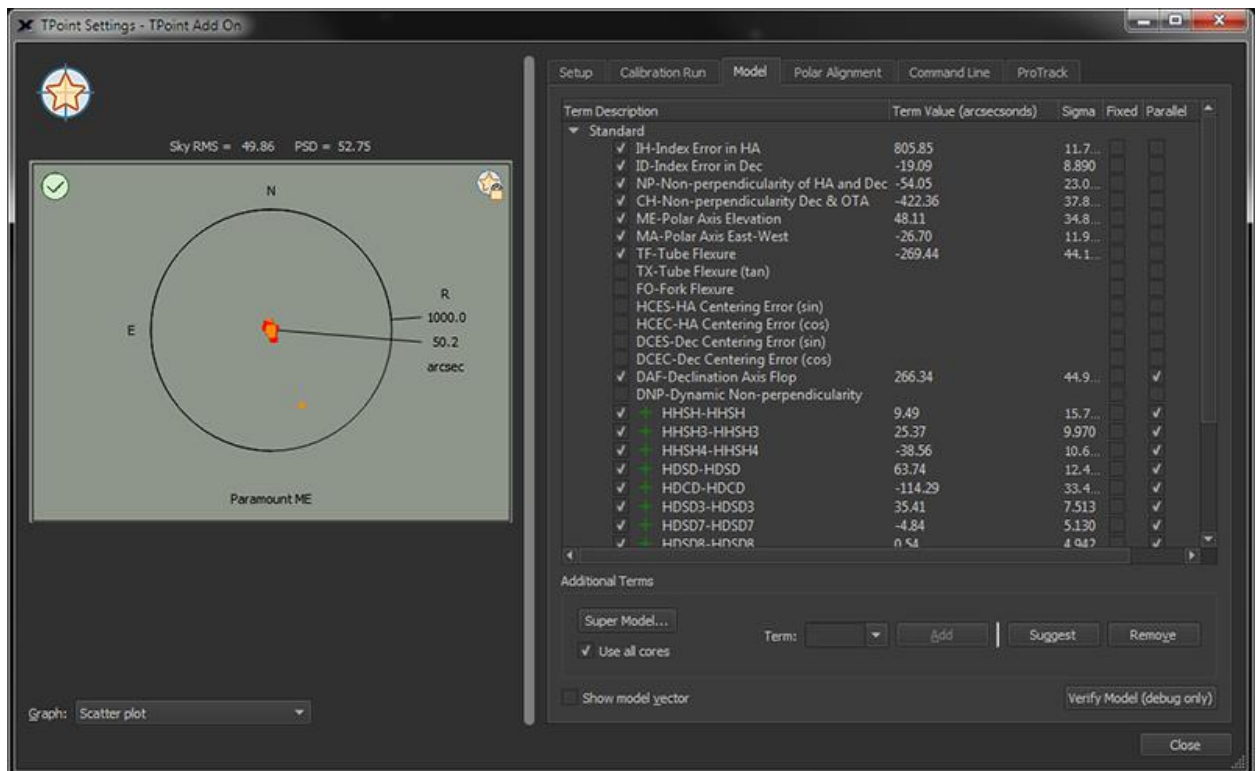 TPoint Settings - TPoint Add On
Sky RMS = 49.86 PSD = 52.75
N
E
R
1000.0
50.2
arcsec
Paramount ME
Graph: Scatter plot
Setup Calibration Run Model Polar Alignment Command Line ProTrack
Term Description Term Value (arcsecsonds) Sigma Fixed Parallel
Standard
IH-Index Error in HA 805.85 11.7...
ID-Index Error in Dec -19.09 8.890
NP-Non-perpendicularity of HA and Dec -54.05 23.0...
CH-Non-perpendicularity Dec & OTA -422.36 37.8...
ME-Polar Axis Elevation 48.11 34.8...
MA-Polar Axis East-West -26.70 11.9...
TF-Tube Flexure -269.44 44.1...
TX-Tube Flexure (tan)
FO-Fork Flexure
HCES-HA Centering Error (sin)
HCEC-HA Centering Error (cos)
DCES-Dec Centering Error (sin)
DCEC-Dec Centering Error (cos)
DAF-Declination Axis Flop 266.34 44.9...
DNP-Dynamic Non-perpendicularity
HHSH-HHSH 9.49 15.7...
HHSH3-HHSH3 25.37 9.970
HHSH4-HHSH4 -38.56 10.6...
HDSD-HDSD 63.74 12.4...
HDCD-HDCD -114.29 33.4...
HDSD3-HDSD3 35.41 7.513
HDSD7-HDSD7 -4.84 5.130
HDSD8-HDSD8 0.54 4.942
Additional Terms
Super Model...
Use all cores
Term: Add Suggest Remove
Show model vector
Verify Model (debug only)
Close